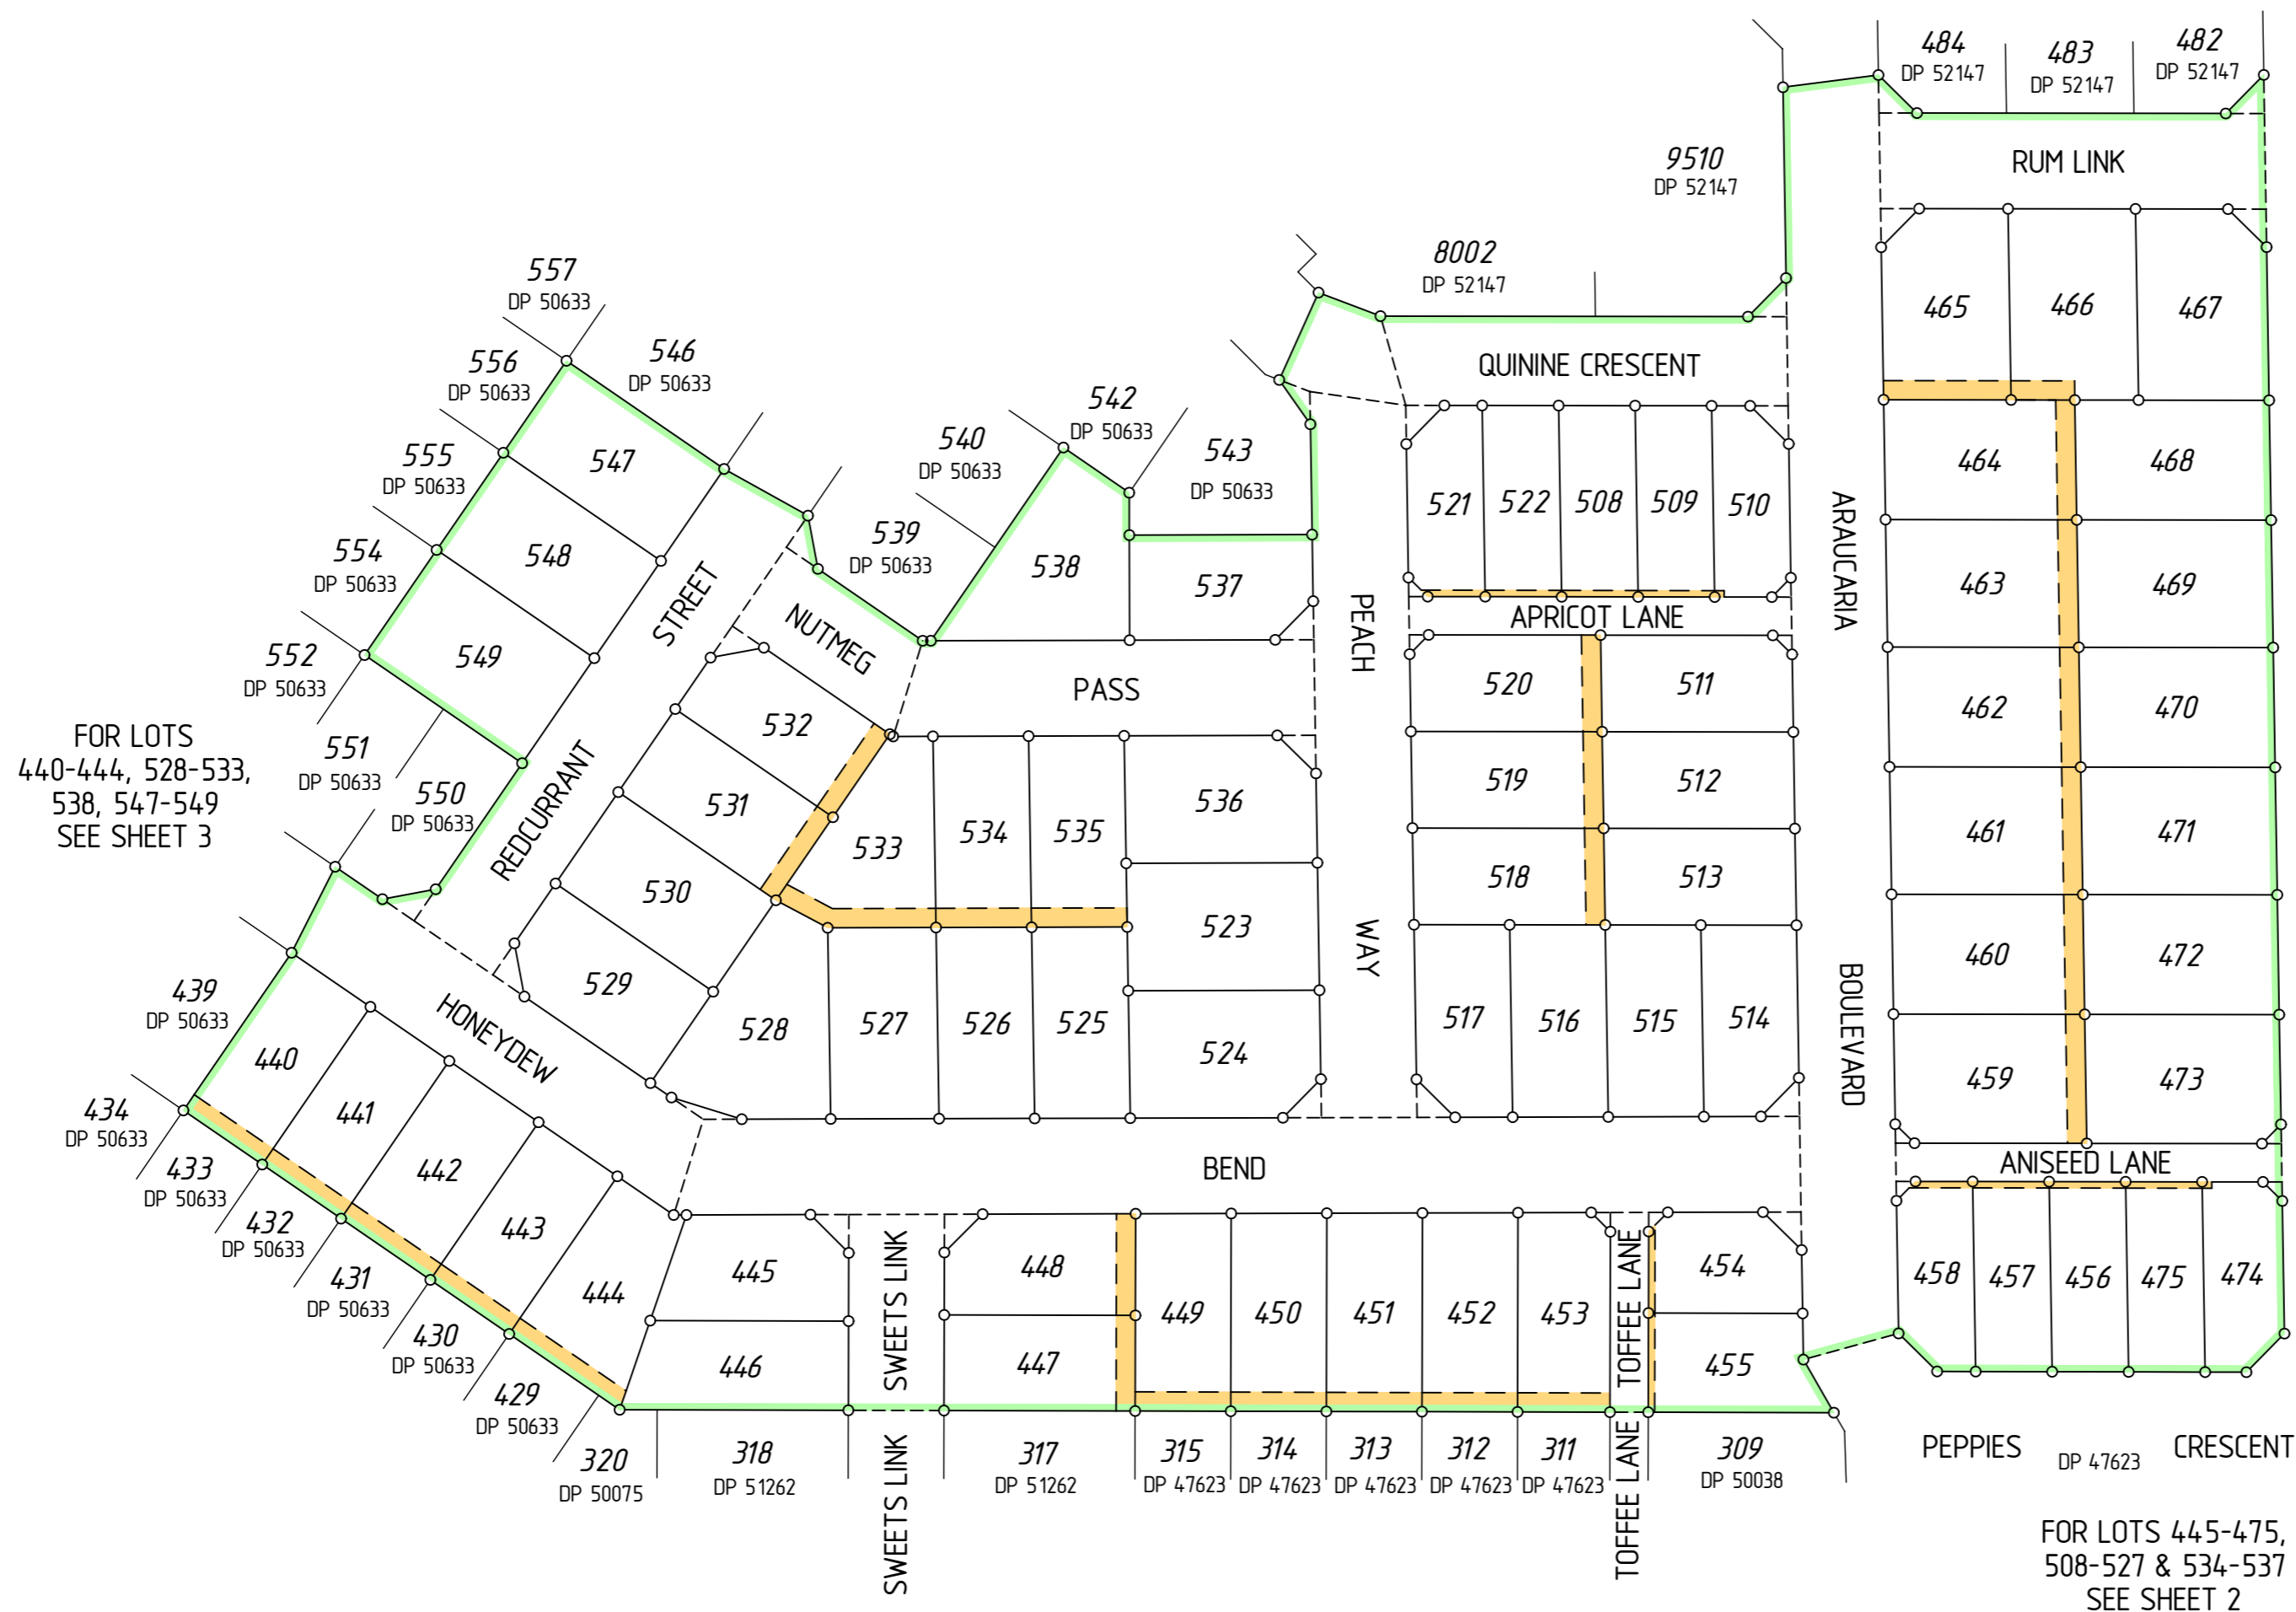 484
DP 52147
483
DP 52147
482
DP 52147
RUM LINK
9510
DP 52147
8002
DP 52147
465
466
467
QUININE CRESCENT
557
DP 50633
556
DP 50633
546
DP 50633
555
DP 50633
547
554
DP 50633
548
552
DP 50633
549
551
DP 50633
550
DP 50633
542
DP 50633
540
DP 50633
543
DP 50633
539
DP 50633
538
537
521
522
508
509
510
APRICOT LANE
464
468
463
469
462
470
461
471
460
472
459
473
ARAUCARIA
BOULEVARD
STREET
REDCURRANT
NUTMEG
PASS
PEACH
WAY
520
511
519
512
518
513
517
516
515
514
FOR LOTS
440-444, 528-533,
538, 547-549
SEE SHEET 3
532
531
530
529
528
533
534
535
536
523
527
526
525
524
439
DP 50633
HONEYDEW
BEND
440
441
442
443
444
434
DP 50633
433
DP 50633
432
DP 50633
431
DP 50633
430
DP 50633
429
DP 50633
ANISEED LANE
458
457
456
475
474
445
446
SWEETS LINK
448
447
449
450
451
452
453
TOFFEE LANE
454
455
320
DP 50075
318
DP 51262
SWEETS LINK
317
DP 51262
315
DP 47623
314
DP 47623
313
DP 47623
312
DP 47623
311
DP 47623
TOFFEE LANE
309
DP 50038
PEPPIES DP 47623 CRESCENT
FOR LOTS 445-475,
508-527 & 534-537
SEE SHEET 2